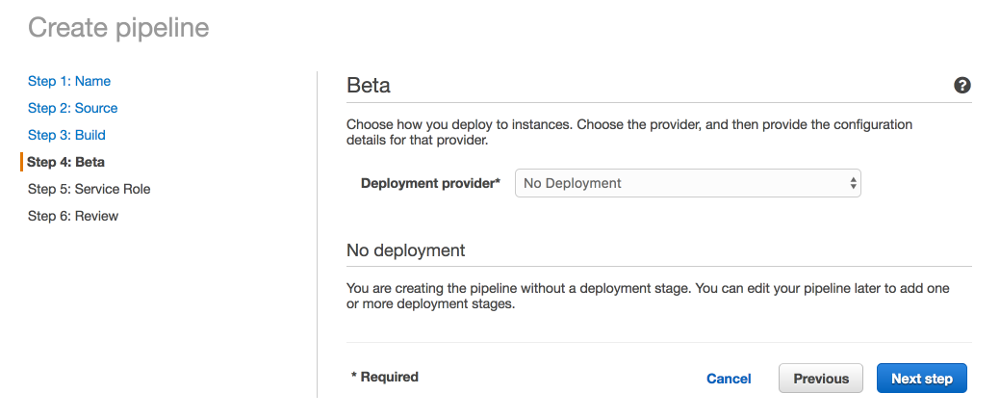 Create pipeline
Step 1: Name
Step 2: Source
Step 3: Build
Step 4: Beta
Step 5: Service Role
Step 6: Review
Beta
?
Choose how you deploy to instances. Choose the provider, and then provide the configuration
details for that provider.
Deployment provider* No Deployment
No deployment
You are creating the pipeline without a deployment stage. You can edit your pipeline later to add one
or more deployment stages.
* Required Cancel Previous Next step